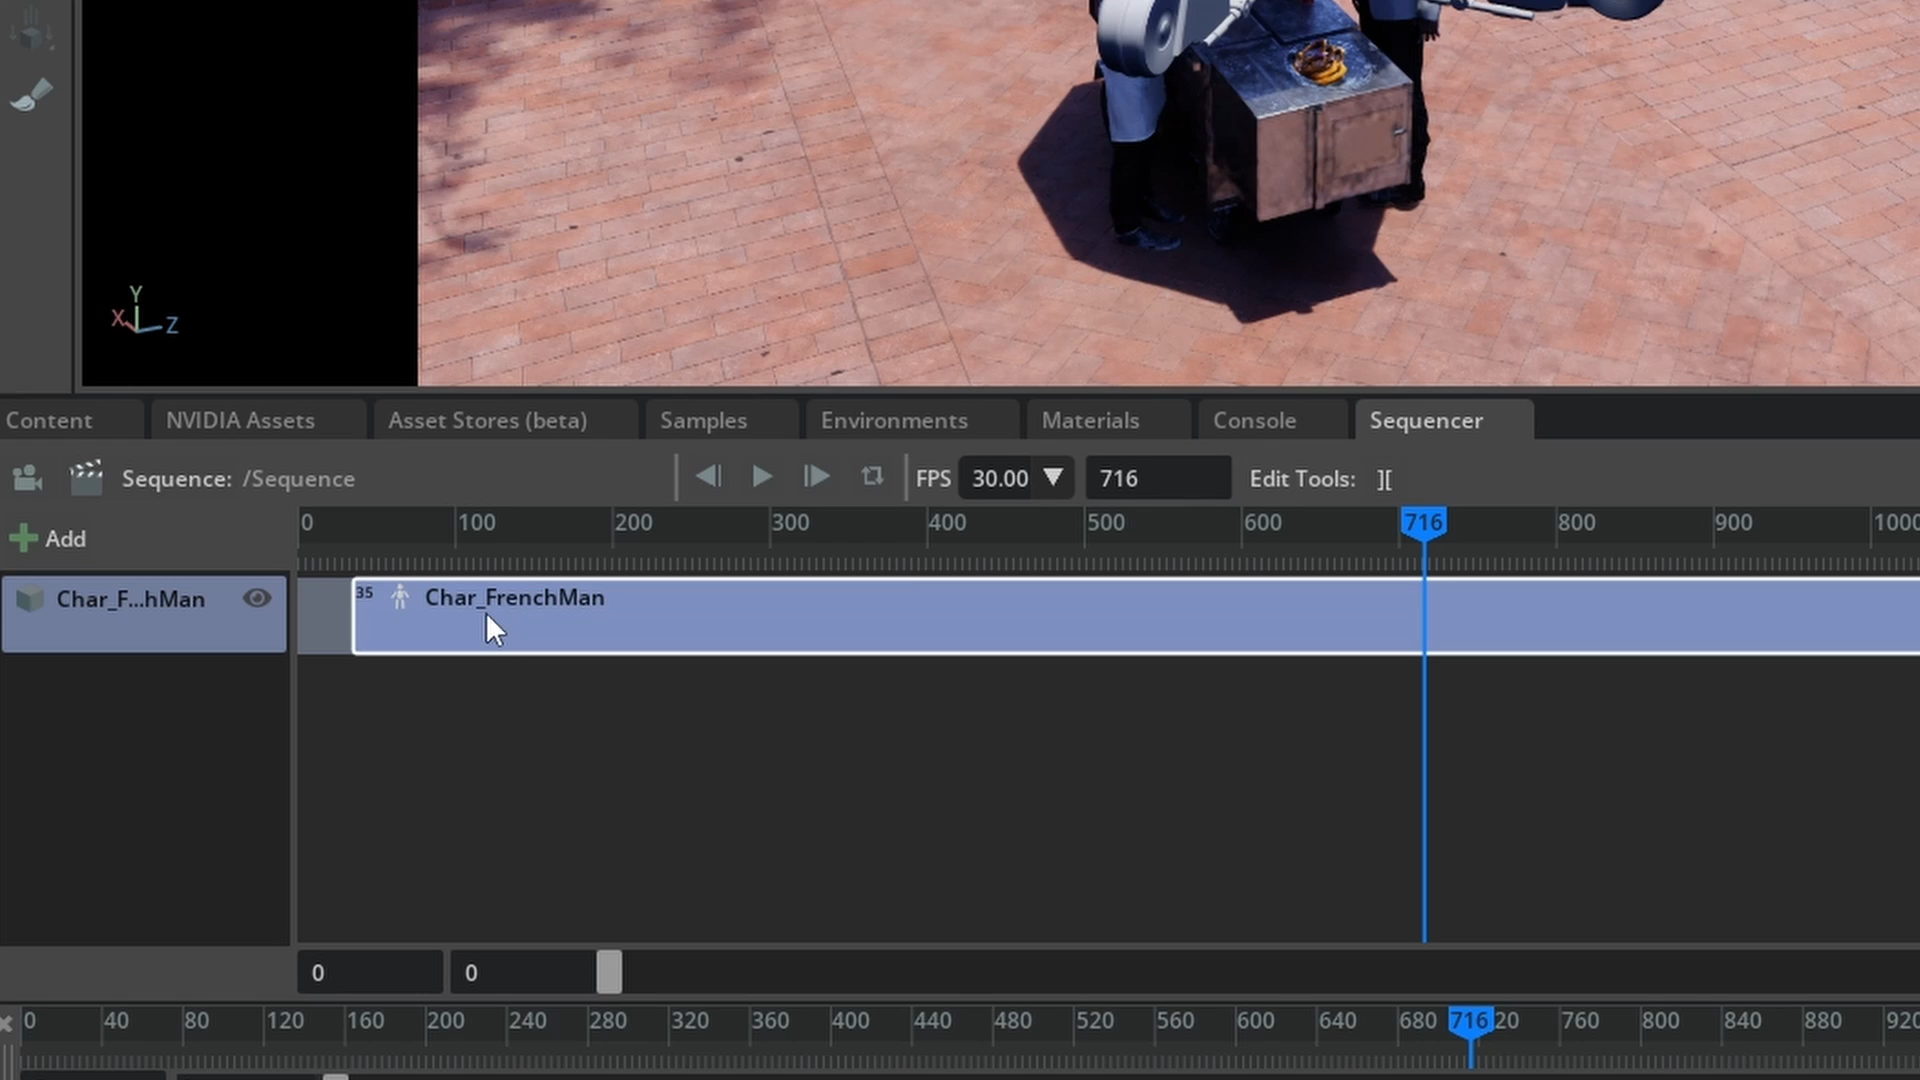 Y
X
Z
Content
NVIDIA Assets
Asset Stores (beta)
Samples
Environments
Materials
Console
Sequencer
Sequence: /Sequence
FPS
30.00
716
Edit Tools: ][
Add
0 100 200 300 400 500 600 716 800 900 1000
Char_F...hMan
35
Char_FrenchMan
0
0
0 40 80 120 160 200 240 280 320 360 400 440 480 520 560 600 640 680 716 20 760 800 840 880 920